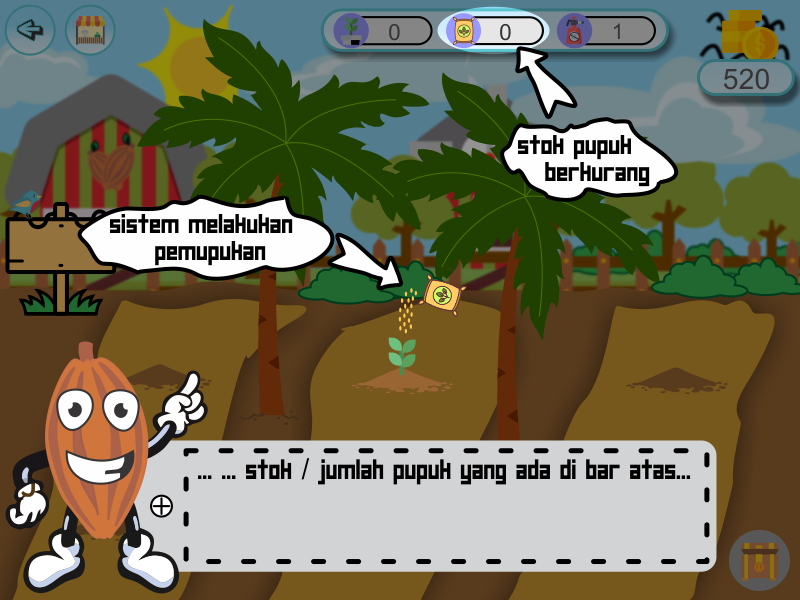 0 0 1
520
stok pupuk
berkurang
sistem melakukan
pemupukan
... ... stok / jumlah pupuk yang ada di bar atas...